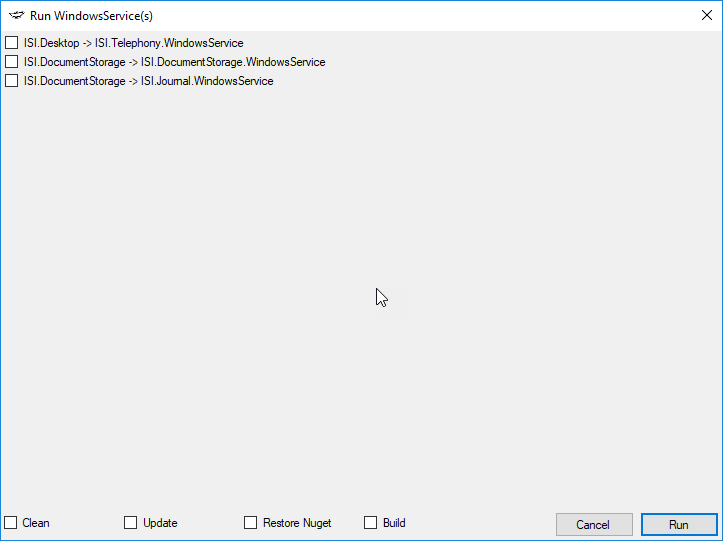 Run WindowsService(s)
ISI.Desktop -> ISI.Telephony.WindowsService
ISI.DocumentStorage -> ISI.DocumentStorage.WindowsService
ISI.DocumentStorage -> ISI.Journal.WindowsService
Clean Update Restore Nuget Build Cancel Run